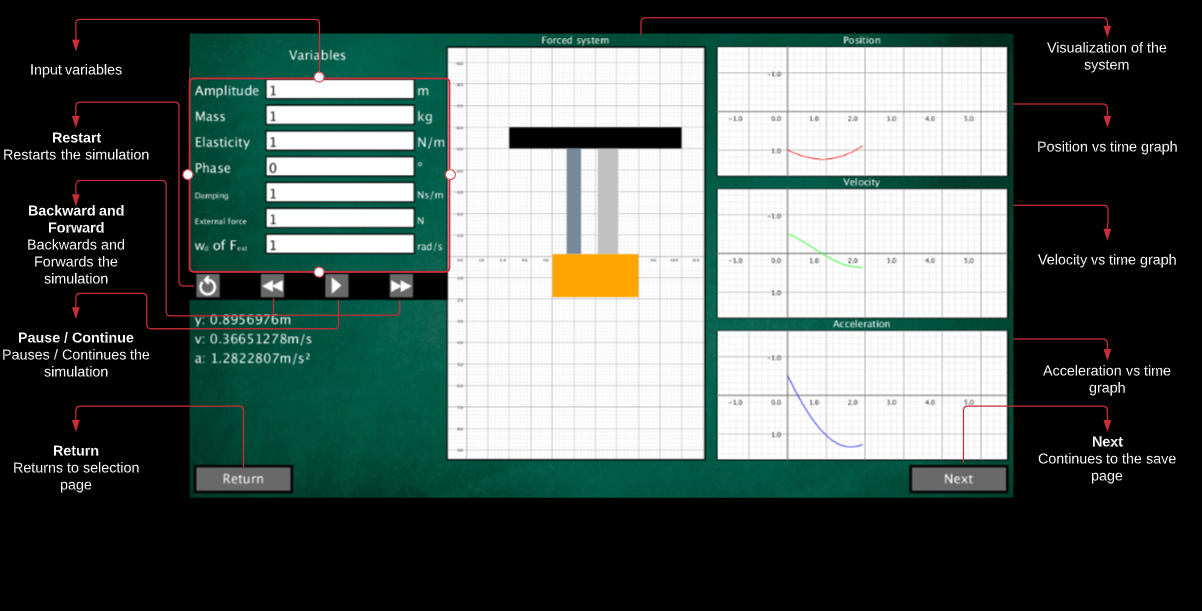 Input variables
Restart
Restarts the simulation
Backward and
Forward
Backwards and
Forwards the
simulation
Pause / Continue
Pauses / Continues the
simulation
Return
Returns to selection
page
Variables
Amplitude 1 m
Mass 1 kg
Elasticity 1 N/m
Phase 0 °
Damping 1 Ns/m
External force 1 N
Wd of Fext 1 rad/s
y: 0.8956976m
v: 0.36651278m/s
a: 1.2822807m/s²
Return
Forced system
Position
-1.0
-1.0 0.0 1.0 2.0 3.0 4.0 5.0
1.0
Velocity
-1.0
-1.0 0.0 1.0 2.0 3.0 4.0 5.0
1.0
Acceleration
-1.0
-1.0 0.0 1.0 2.0 3.0 4.0 5.0
1.0
Next
Visualization of the
system
Position vs time graph
Velocity vs time graph
Acceleration vs time
graph
Next
Continues to the save
page